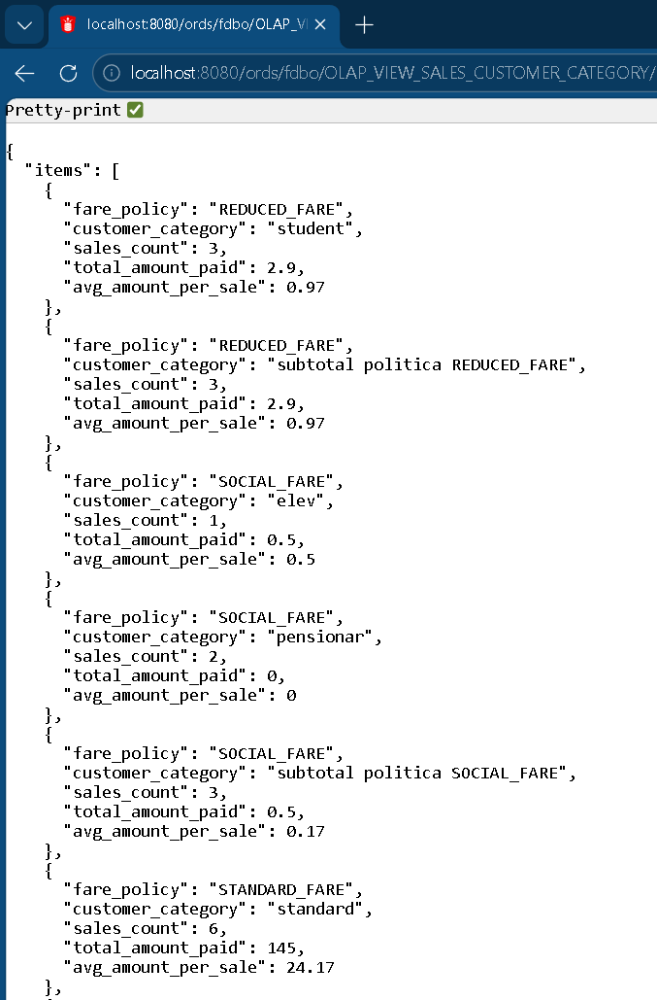 localhost:8080/ords/fdbo/OLAP_VI
localhost:8080/ords/fdbo/OLAP_VIEW_SALES_CUSTOMER_CATEGORY/
Pretty-print
{
  "items": [
    {
      "fare_policy": "REDUCED_FARE",
      "customer_category": "student",
      "sales_count": 3,
      "total_amount_paid": 2.9,
      "avg_amount_per_sale": 0.97
    },
    {
      "fare_policy": "REDUCED_FARE",
      "customer_category": "subtotal politica REDUCED_FARE",
      "sales_count": 3,
      "total_amount_paid": 2.9,
      "avg_amount_per_sale": 0.97
    },
    {
      "fare_policy": "SOCIAL_FARE",
      "customer_category": "elev",
      "sales_count": 1,
      "total_amount_paid": 0.5,
      "avg_amount_per_sale": 0.5
    },
    {
      "fare_policy": "SOCIAL_FARE",
      "customer_category": "pensionar",
      "sales_count": 2,
      "total_amount_paid": 0,
      "avg_amount_per_sale": 0
    },
    {
      "fare_policy": "SOCIAL_FARE",
      "customer_category": "subtotal politica SOCIAL_FARE",
      "sales_count": 3,
      "total_amount_paid": 0.5,
      "avg_amount_per_sale": 0.17
    },
    {
      "fare_policy": "STANDARD_FARE",
      "customer_category": "standard",
      "sales_count": 6,
      "total_amount_paid": 145,
      "avg_amount_per_sale": 24.17
    },